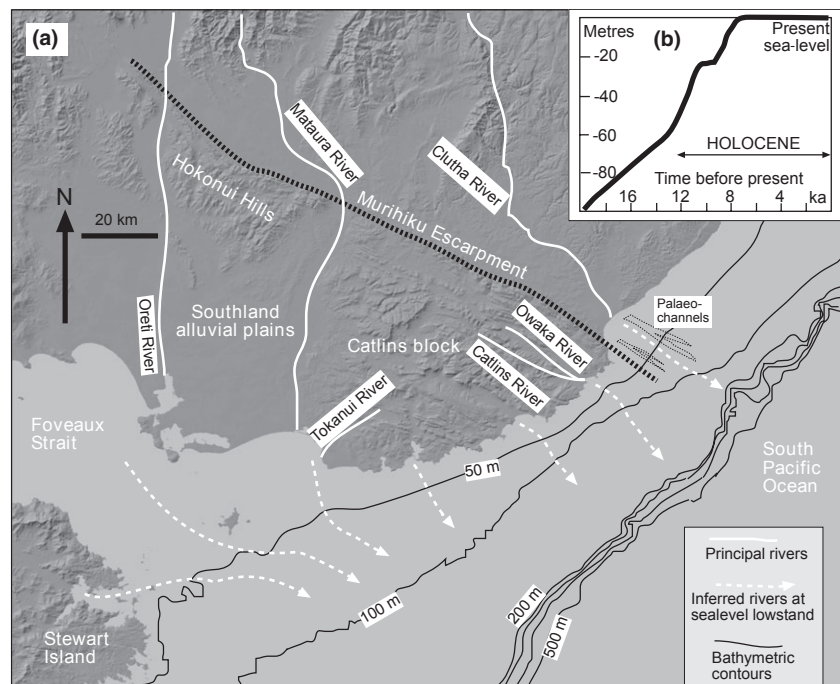 (a)
Mataura River
Clutha River
Hokonui Hills
Murihiku Escarpment
N
20 km
Oreti River
Southland
alluvial plains
Catlins block
Owaka River
Catlins River
Tokanui River
Palaeo-
channels
Foveaux
Strait
50 m
100 m
200 m
500 m
South
Pacific
Ocean
Stewart
Island
Principal rivers
Inferred rivers at
sealevel lowstand
Bathymetric
contours
(b)
Metres
Present
sea-level
-20
-40
-60
-80
HOLOCENE
Time before present
16
12
8
4
ka